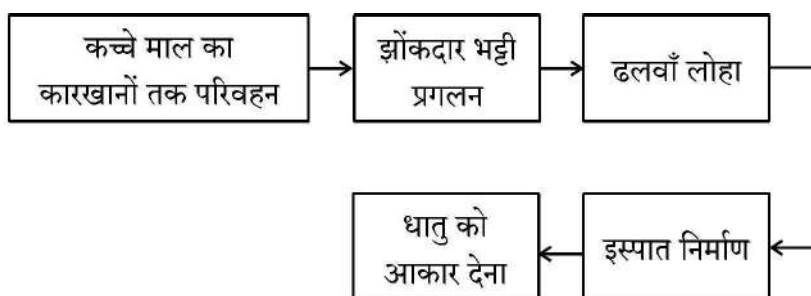 कच्चे माल का
कारखानों तक परिवहन
झोंकदार भट्टी
प्रगलन
ढलवाँ लोहा
इस्पात निर्माण
धातु को
आकार देना